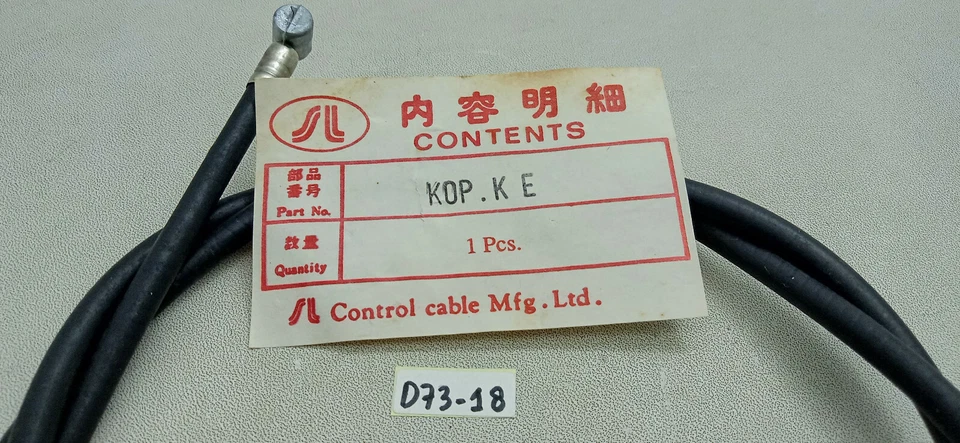 内容明細
CONTENTS
部品
番号
Part No.
KOP.KE
数量
Quantity
1 Pcs.
Control cable Mfg.Ltd.
D73-18